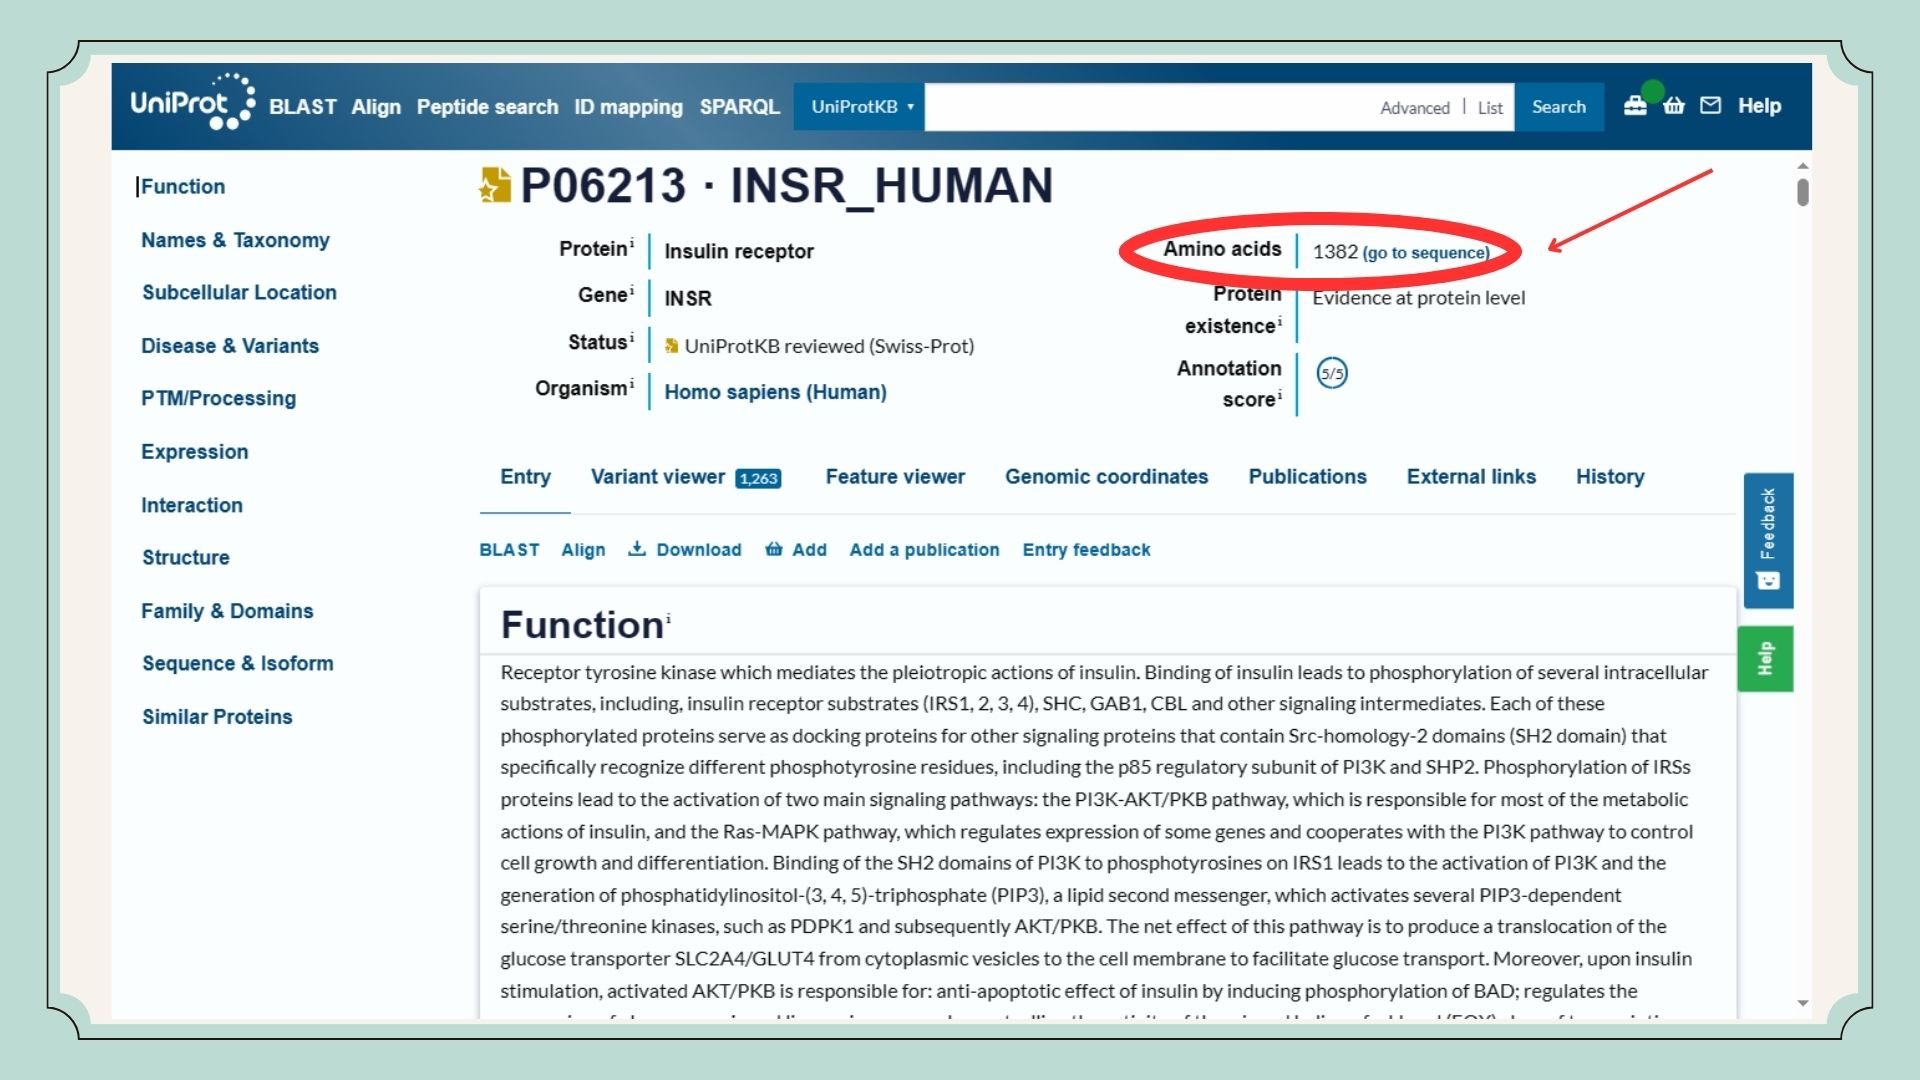 UniProt BLAST Align Peptide search ID mapping SPARQL UniProtKB Advanced | List Search Help
Function
Names & Taxonomy
Subcellular Location
Disease & Variants
PTM/Processing
Expression
Interaction
Structure
Family & Domains
Sequence & Isoform
Similar Proteins
P06213 · INSR_HUMAN
Protein i Insulin receptor
Gene i INSR
Status i UniProtKB reviewed (Swiss-Prot)
Organism i Homo sapiens (Human)
Amino acids 1382 (go to sequence)
Protein existence i Evidence at protein level
Annotation score i 5/5
Entry Variant viewer 1,263 Feature viewer Genomic coordinates Publications External links History
BLAST Align Download Add Add a publication Entry feedback
Function i
Receptor tyrosine kinase which mediates the pleiotropic actions of insulin. Binding of insulin leads to phosphorylation of several intracellular
substrates, including, insulin receptor substrates (IRS1, 2, 3, 4), SHC, GAB1, CBL and other signaling intermediates. Each of these
phosphorylated proteins serve as docking proteins for other signaling proteins that contain Src-homology-2 domains (SH2 domain) that
specifically recognize different phosphotyrosine residues, including the p85 regulatory subunit of PI3K and SHP2. Phosphorylation of IRSs
proteins lead to the activation of two main signaling pathways: the PI3K-AKT/PKB pathway, which is responsible for most of the metabolic
actions of insulin, and the Ras-MAPK pathway, which regulates expression of some genes and cooperates with the PI3K pathway to control
cell growth and differentiation. Binding of the SH2 domains of PI3K to phosphotyrosines on IRS1 leads to the activation of PI3K and the
generation of phosphatidylinositol-(3, 4, 5)-triphosphate (PIP3), a lipid second messenger, which activates several PIP3-dependent
serine/threonine kinases, such as PDPK1 and subsequently AKT/PKB. The net effect of this pathway is to produce a translocation of the
glucose transporter SLC2A4/GLUT4 from cytoplasmic vesicles to the cell membrane to facilitate glucose transport. Moreover, upon insulin
stimulation, activated AKT/PKB is responsible for: anti-apoptotic effect of insulin by inducing phosphorylation of BAD; regulates the
Feedback
Help